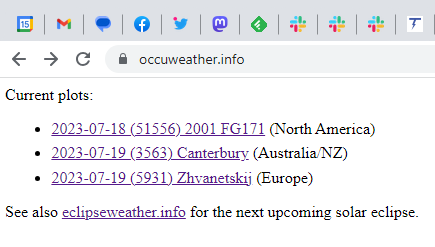 15
occuweather.info
Current plots:
2023-07-18 (51556) 2001 FG171 (North America)
2023-07-19 (3563) Canterbury (Australia/NZ)
2023-07-19 (5931) Zhvanetskij (Europe)
See also eclipseweather.info for the next upcoming solar eclipse.